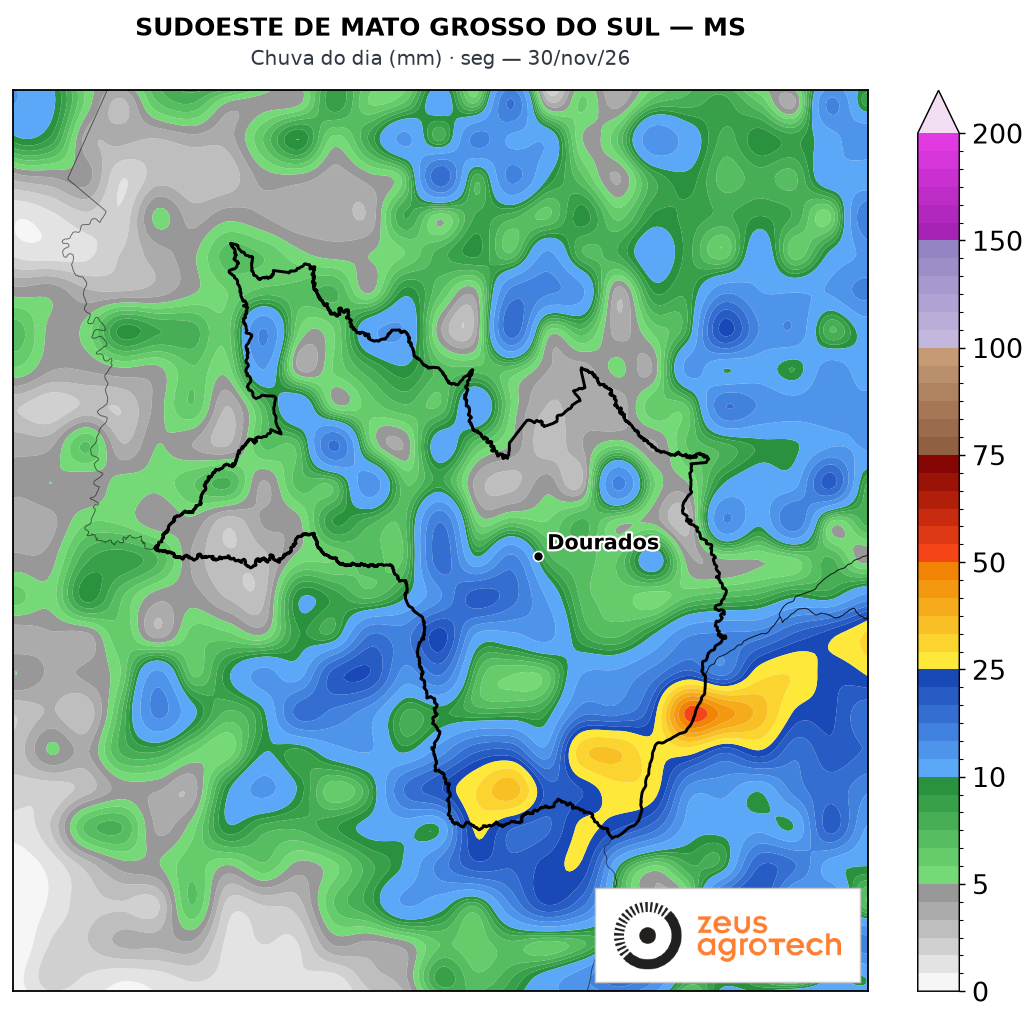 SUDOESTE DE MATO GROSSO DO SUL — MS
Chuva do dia (mm) · seg — 30/nov/26
200
150
100
75
50
25
10
5
0
Dourados
zeus
agrotech